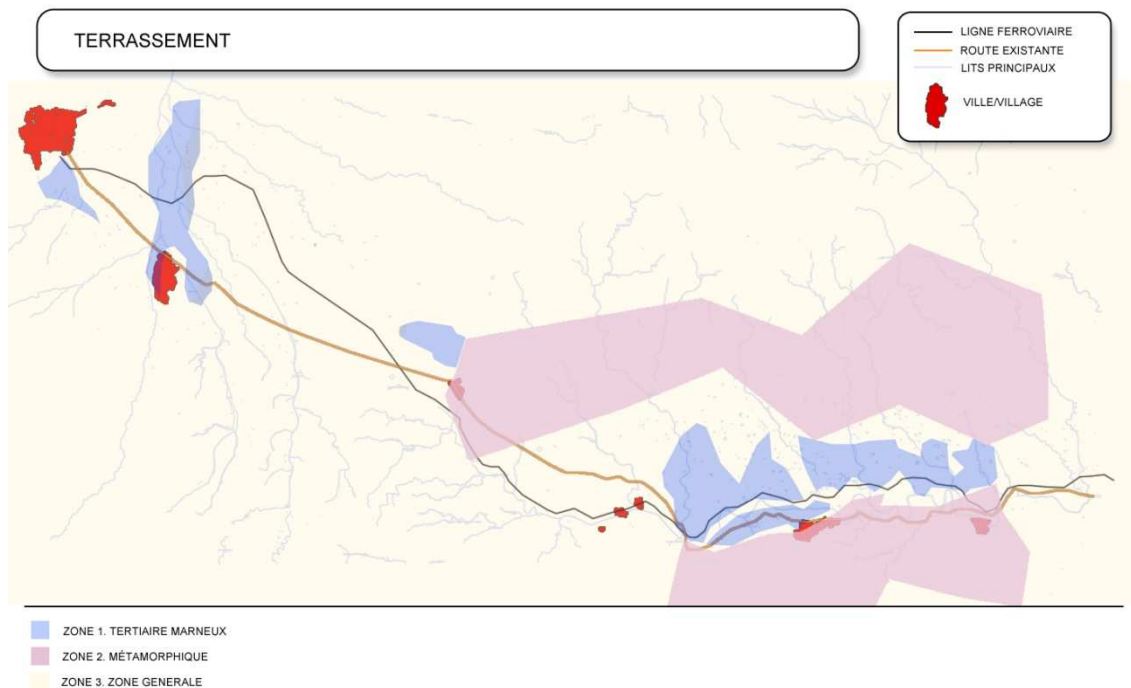 TERRASSEMENT
LIGNE FERROVIAIRE
ROUTE EXISTANTE
LITS PRINCIPAUX
VILLE/VILLAGE
ZONE 1. TERTIAIRE MARNEUX
ZONE 2. MÉTAMORPHIQUE
ZONE 3. ZONE GENERALE